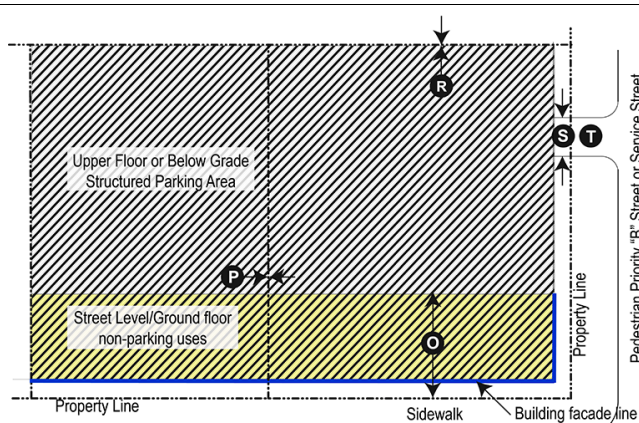 R
S T
Upper Floor or Below Grade
Structured Parking Area
P
Street Level/Ground floor
non-parking uses
O
Property Line
Sidewalk
Building facade line
Property Line
Pedestrian Priority "B" Street or Service Street